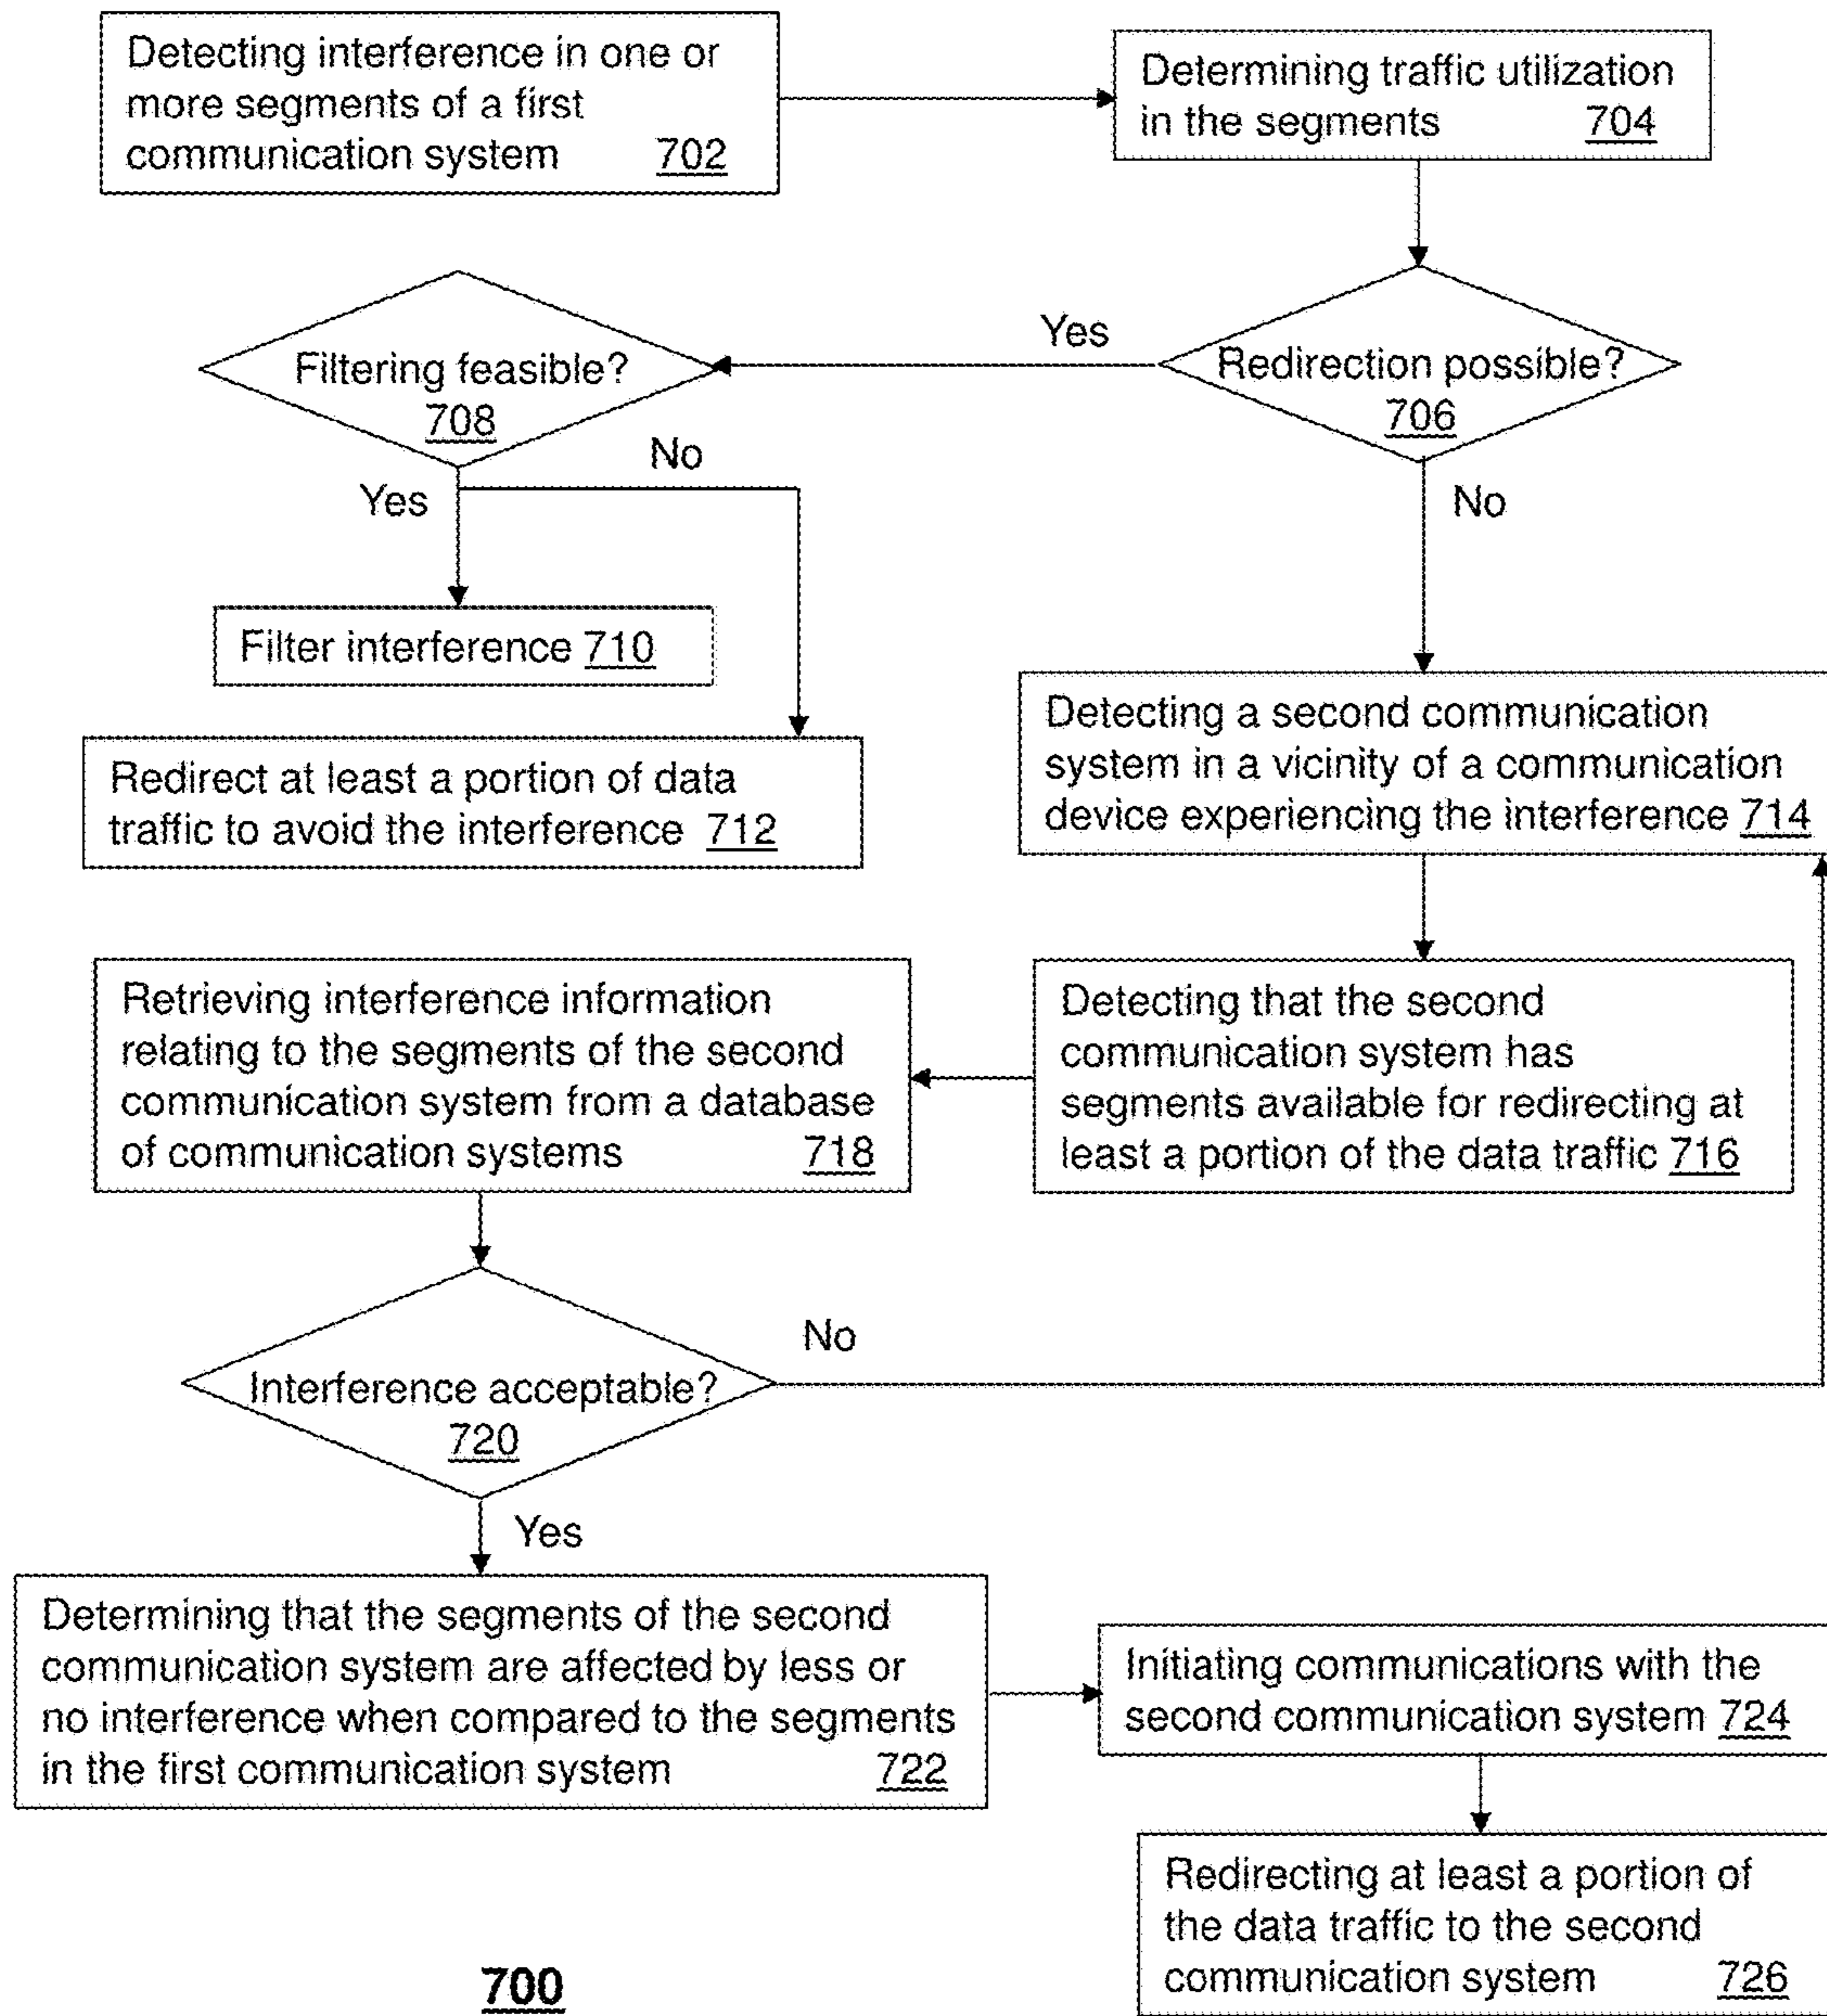 Detecting interference in one or
more segments of a first
communication system 702
Determining traffic utilization
in the segments 704
Redirection possible?
706
Yes
No
Filtering feasible?
708
Yes
No
Filter interference 710
Redirect at least a portion of data
traffic to avoid the interference 712
Detecting a second communication
system in a vicinity of a communication
device experiencing the interference 714
Detecting that the second
communication system has
segments available for redirecting at
least a portion of the data traffic 716
Retrieving interference information
relating to the segments of the second
communication system from a database
of communication systems 718
Interference acceptable?
720
No
Yes
Determining that the segments of the second
communication system are affected by less or
no interference when compared to the segments
in the first communication system 722
Initiating communications with the
second communication system 724
Redirecting at least a portion of
the data traffic to the second
communication system 726
700